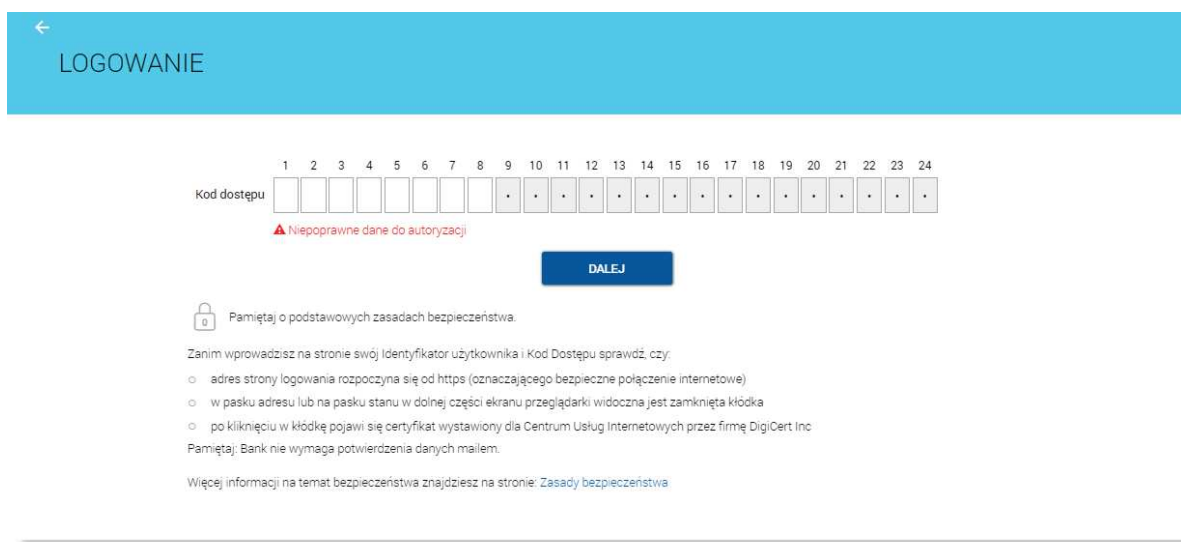 LOGOWANIE
1 2 3 4 5 6 7 8 9 10 11 12 13 14 15 16 17 18 19 20 21 22 23 24
Kod dostępu
Niepoprawne dane do autoryzacji
DALEJ
Pamiętaj o podstawowych zasadach bezpieczeństwa.
Zanim wprowadzisz na stronie swój Identyfikator użytkownika i Kod Dostępu sprawdź, czy:
adres strony logowania rozpoczyna się od https (oznaczającego bezpieczne połączenie internetowe)
w pasku adresu lub na pasku stanu w dolnej części ekranu przeglądarki widoczna jest zamknięta kłódka
po kliknięciu w kłódkę pojawi się certyfikat wystawiony dla Centrum Usług Internetowych przez firmę DigiCert Inc
Pamiętaj: Bank nie wymaga potwierdzenia danych mailem.
Więcej informacji na temat bezpieczeństwa znajdziesz na stronie: Zasady bezpieczeństwa